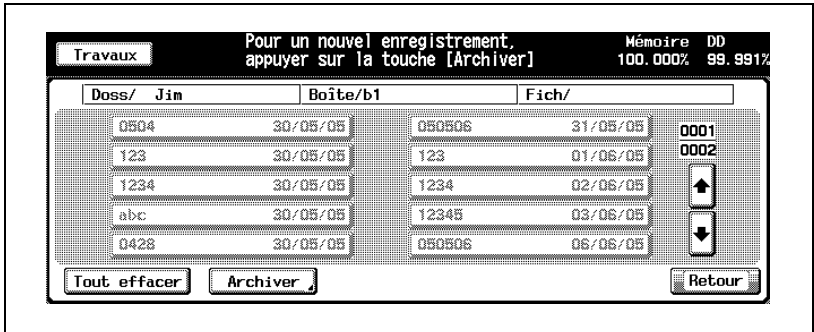 Travaux
Pour un nouvel enregistrement,
appuyer sur la touche [Archiver]
Mémoire DD
100.000% 99.991%
Doss/ Jim Boîte/b1 Fich/
0504 30/05/05 050506 31/05/05
0001
123 30/05/05 123 01/06/05
0002
1234 30/05/05 1234 02/06/05
abc 30/05/05 12345 03/06/05
0428 30/05/05 050506 06/06/05
Tout effacer Archiver Retour